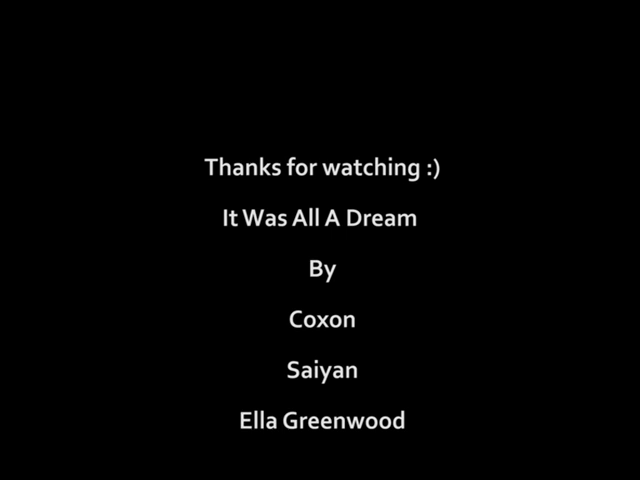 Thanks for watching :)
It Was All A Dream
By
Coxon
Saiyan
Ella Greenwood